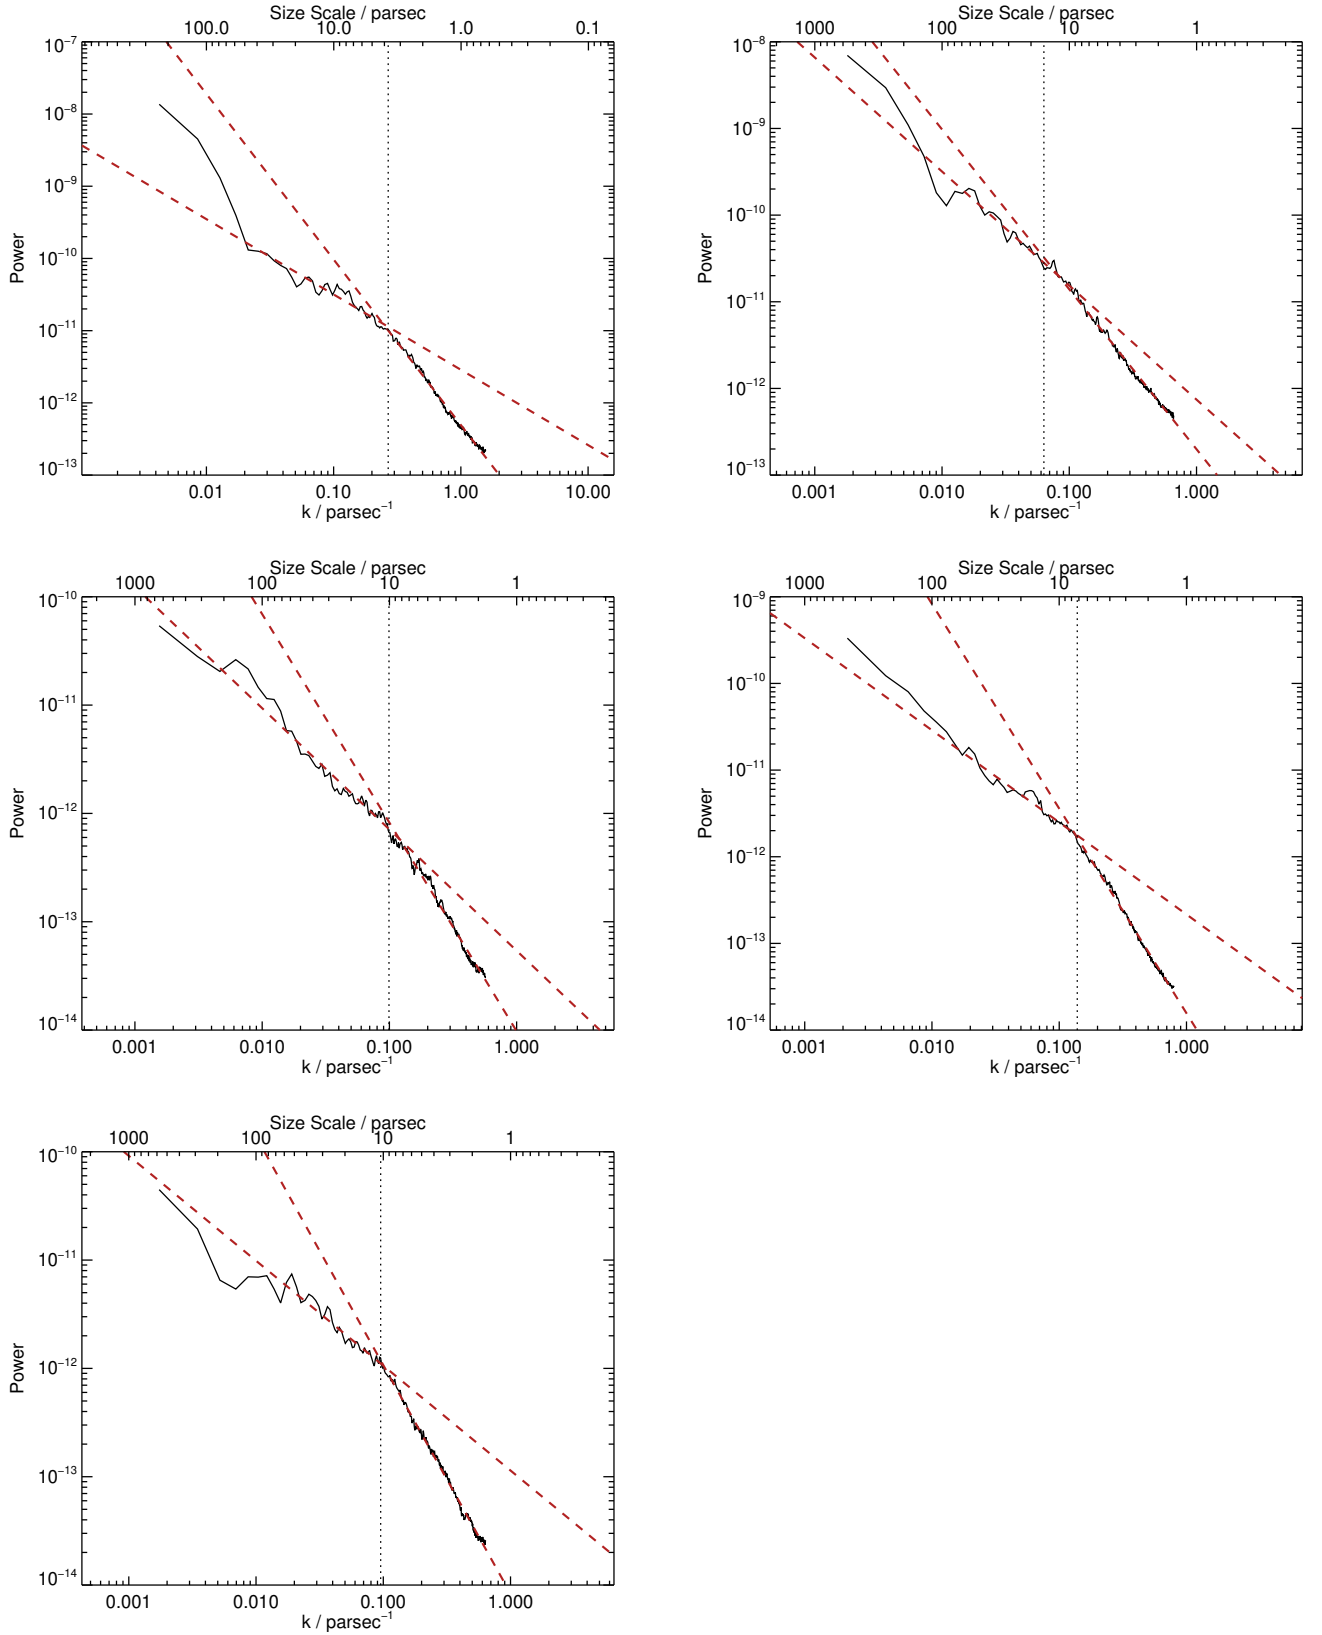 Size Scale / parsec
100.0 10.0 1.0 0.1
10⁻⁷
10⁻⁸
10⁻⁹
10⁻¹⁰
10⁻¹¹
10⁻¹²
10⁻¹³
Power
0.01 0.10 1.00 10.00
k / parsec⁻¹
Size Scale / parsec
1000 100 10 1
10⁻⁸
10⁻⁹
10⁻¹⁰
10⁻¹¹
10⁻¹²
10⁻¹³
Power
0.001 0.010 0.100 1.000
k / parsec⁻¹
Size Scale / parsec
1000 100 10 1
10⁻¹⁰
10⁻¹¹
10⁻¹²
10⁻¹³
10⁻¹⁴
Power
0.001 0.010 0.100 1.000
k / parsec⁻¹
Size Scale / parsec
1000 100 10 1
10⁻⁹
10⁻¹⁰
10⁻¹¹
10⁻¹²
10⁻¹³
10⁻¹⁴
Power
0.001 0.010 0.100 1.000
k / parsec⁻¹
Size Scale / parsec
1000 100 10 1
10⁻¹⁰
10⁻¹¹
10⁻¹²
10⁻¹³
10⁻¹⁴
Power
0.001 0.010 0.100 1.000
k / parsec⁻¹